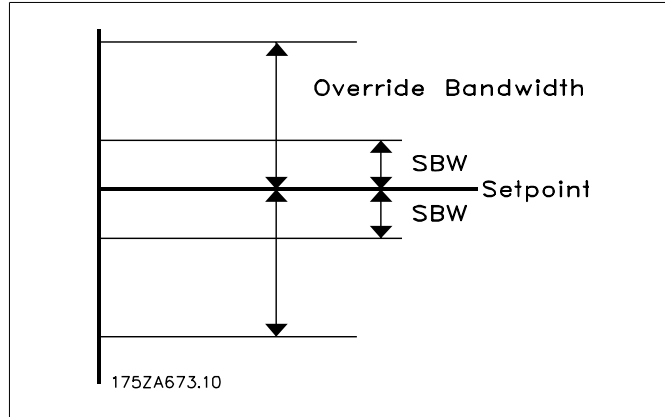 Override Bandwidth
SBW
Setpoint
SBW
175ZA673.10